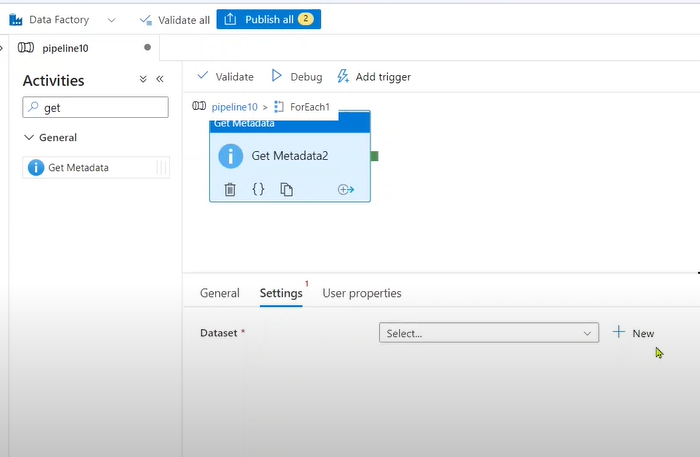 Data Factory
Validate all
Publish all 2
pipeline10
Activities
get
General
Get Metadata
Validate
Debug
Add trigger
pipeline10 > ForEach1
Get Metadata
Get Metadata2
{}
General
Settings 1
User properties
Dataset *
Select...
New